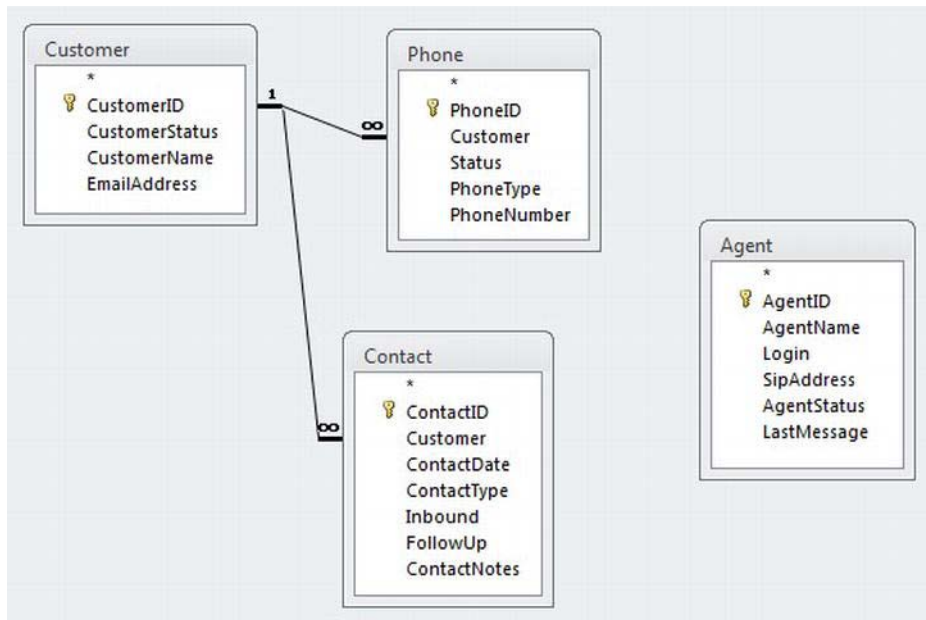 Customer
*
CustomerID
CustomerStatus
CustomerName
EmailAddress
1
∞
Phone
*
PhoneID
Customer
Status
PhoneType
PhoneNumber
Agent
*
AgentID
AgentName
Login
SipAddress
AgentStatus
LastMessage
∞
Contact
*
ContactID
Customer
ContactDate
ContactType
Inbound
FollowUp
ContactNotes